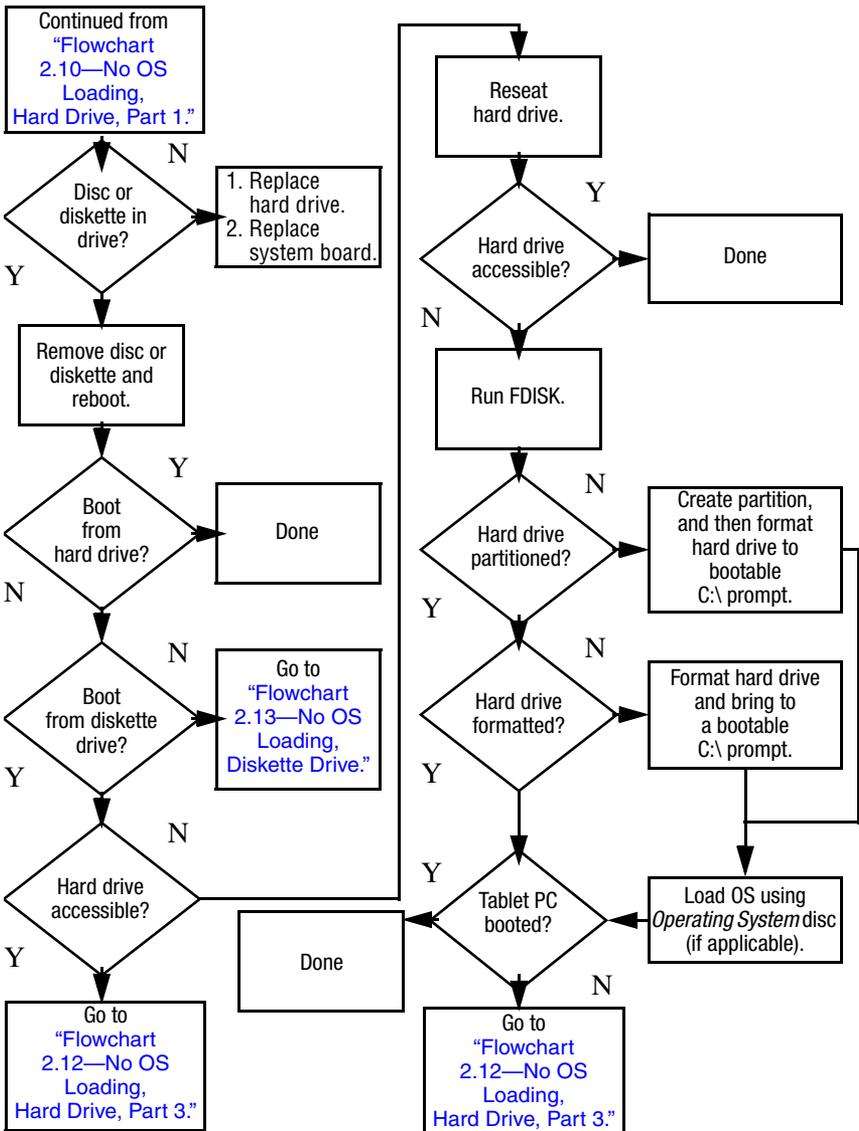 Continued from
“Flowchart
2.10—No OS
Loading,
Hard Drive, Part 1.”
N
Disc or
diskette in
drive?
1. Replace
hard drive.
2. Replace
system board.
Y
Remove disc or
diskette and
reboot.
Y
Boot
from
hard drive?
Done
N
N
Boot
from diskette
drive?
Go to
“Flowchart
2.13—No OS
Loading,
Diskette Drive.”
Y
N
Hard drive
accessible?
Y
Go to
“Flowchart
2.12—No OS
Loading,
Hard Drive, Part 3.”
Reseat
hard drive.
Y
Hard drive
accessible?
Done
N
Run FDISK.
N
Hard drive
partitioned?
Create partition,
and then format
hard drive to
bootable
C:\ prompt.
Y
N
Hard drive
formatted?
Format hard drive
and bring to
a bootable
C:\ prompt.
Y
Y
Tablet PC
booted?
Load OS using
Operating System disc
(if applicable).
Done
N
Go to
“Flowchart
2.12—No OS
Loading,
Hard Drive, Part 3.”